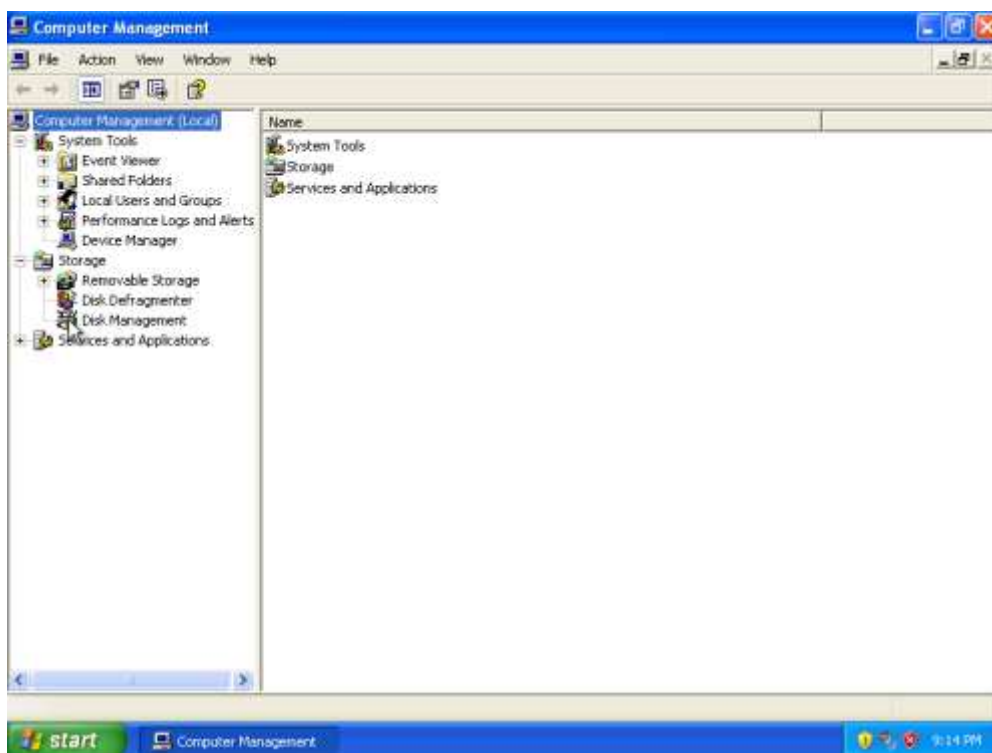 Computer Management
File Action View Window Help
Computer Management (Local)
System Tools
Event Viewer
Shared Folders
Local Users and Groups
Performance Logs and Alerts
Device Manager
Storage
Removable Storage
Disk Defragmenter
Disk Management
Services and Applications
Name
System Tools
Storage
Services and Applications
start
Computer Management
9:14 PM